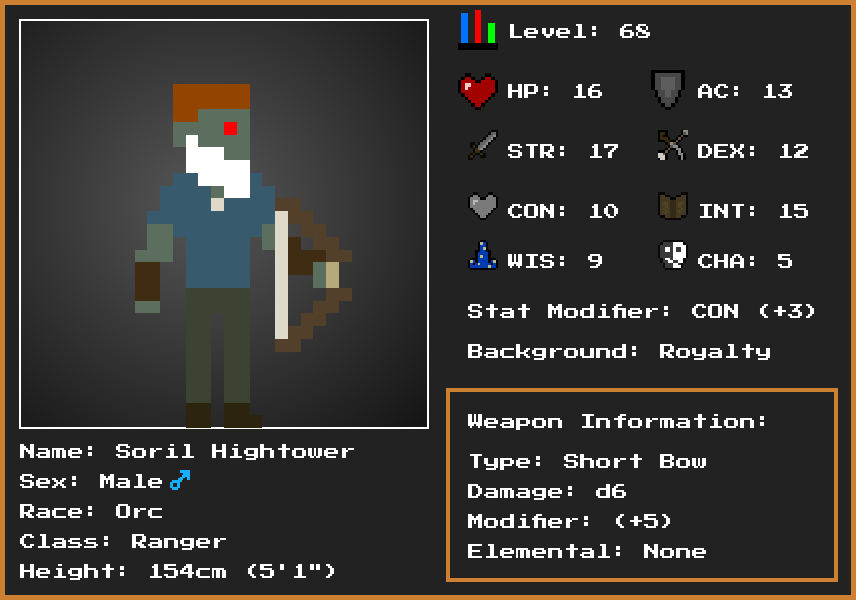 Level: 68
HP: 16 AC: 13
STR: 17 DEX: 12
CON: 10 INT: 15
WIS: 9 CHA: 5
Stat Modifier: CON (+3)
Background: Royalty
Weapon Information:
Type: Short Bow
Damage: d6
Modifier: (+5)
Elemental: None
Name: Soril Hightower
Sex: Male ♂
Race: Orc
Class: Ranger
Height: 154cm (5'1")